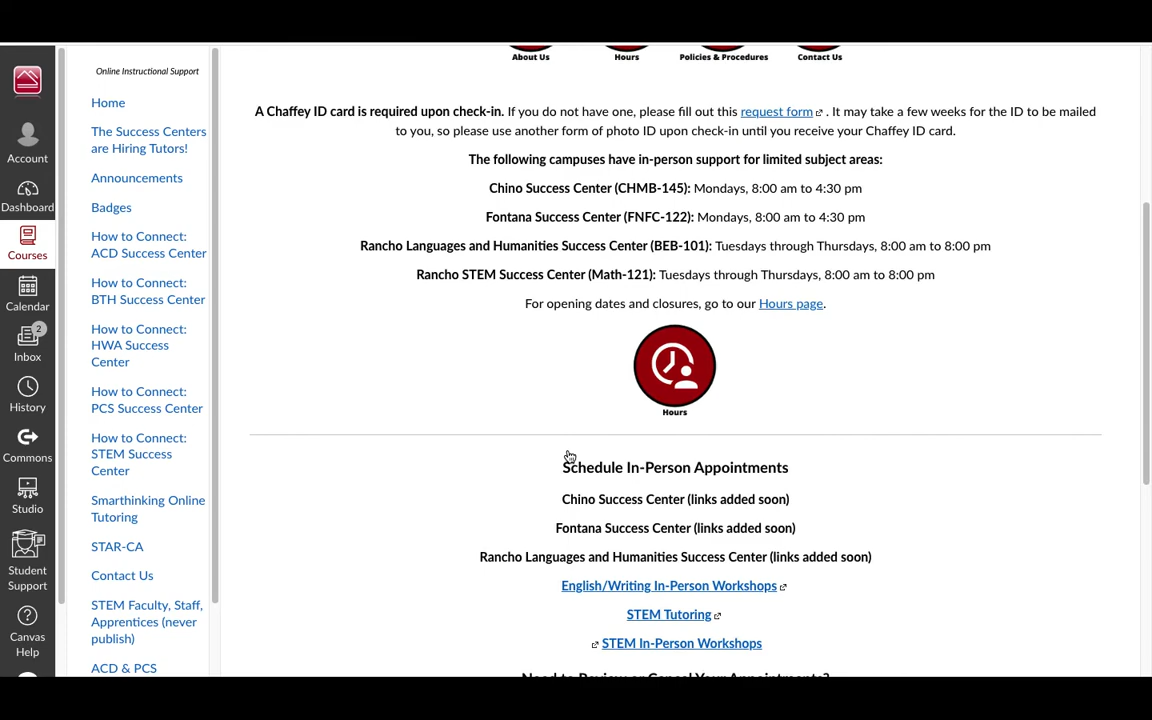 About Us
Hours
Policies & Procedures
Contact Us
Account
Dashboard
Courses
Calendar
2
Inbox
History
Commons
Studio
Student
Support
Canvas
Help
Online Instructional Support
Home
The Success Centers
are Hiring Tutors!
Announcements
Badges
How to Connect:
ACD Success Center
How to Connect:
BTH Success Center
How to Connect:
HWA Success
Center
How to Connect:
PCS Success Center
How to Connect:
STEM Success
Center
Smarthinking Online
Tutoring
STAR-CA
Contact Us
STEM Faculty, Staff,
Apprentices (never
publish)
ACD & PCS
A Chaffey ID card is required upon check-in. If you do not have one, please fill out this request form . It may take a few weeks for the ID to be mailed
to you, so please use another form of photo ID upon check-in until you receive your Chaffey ID card.
The following campuses have in-person support for limited subject areas:
Chino Success Center (CHMB-145): Mondays, 8:00 am to 4:30 pm
Fontana Success Center (FNFC-122): Mondays, 8:00 am to 4:30 pm
Rancho Languages and Humanities Success Center (BEB-101): Tuesdays through Thursdays, 8:00 am to 8:00 pm
Rancho STEM Success Center (Math-121): Tuesdays through Thursdays, 8:00 am to 8:00 pm
For opening dates and closures, go to our Hours page.
Hours
Schedule In-Person Appointments
Chino Success Center (links added soon)
Fontana Success Center (links added soon)
Rancho Languages and Humanities Success Center (links added soon)
English/Writing In-Person Workshops
STEM Tutoring
STEM In-Person Workshops
Need to Review or Cancel Your Appointments?